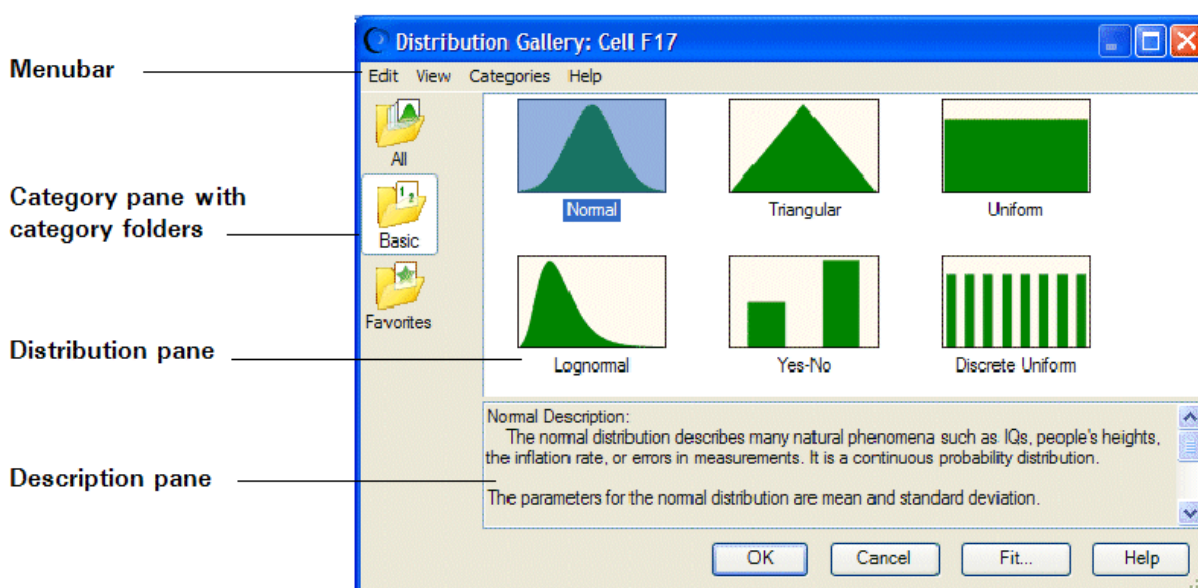 Distribution Gallery: Cell F17
Menubar
Edit View Categories Help
All
Normal Triangular Uniform
Category pane with
category folders
Basic
Favorites
Distribution pane
Lognormal Yes-No Discrete Uniform
Normal Description:
The normal distribution describes many natural phenomena such as IQs, people's heights,
the inflation rate, or errors in measurements. It is a continuous probability distribution.
Description pane
The parameters for the normal distribution are mean and standard deviation.
OK Cancel Fit... Help